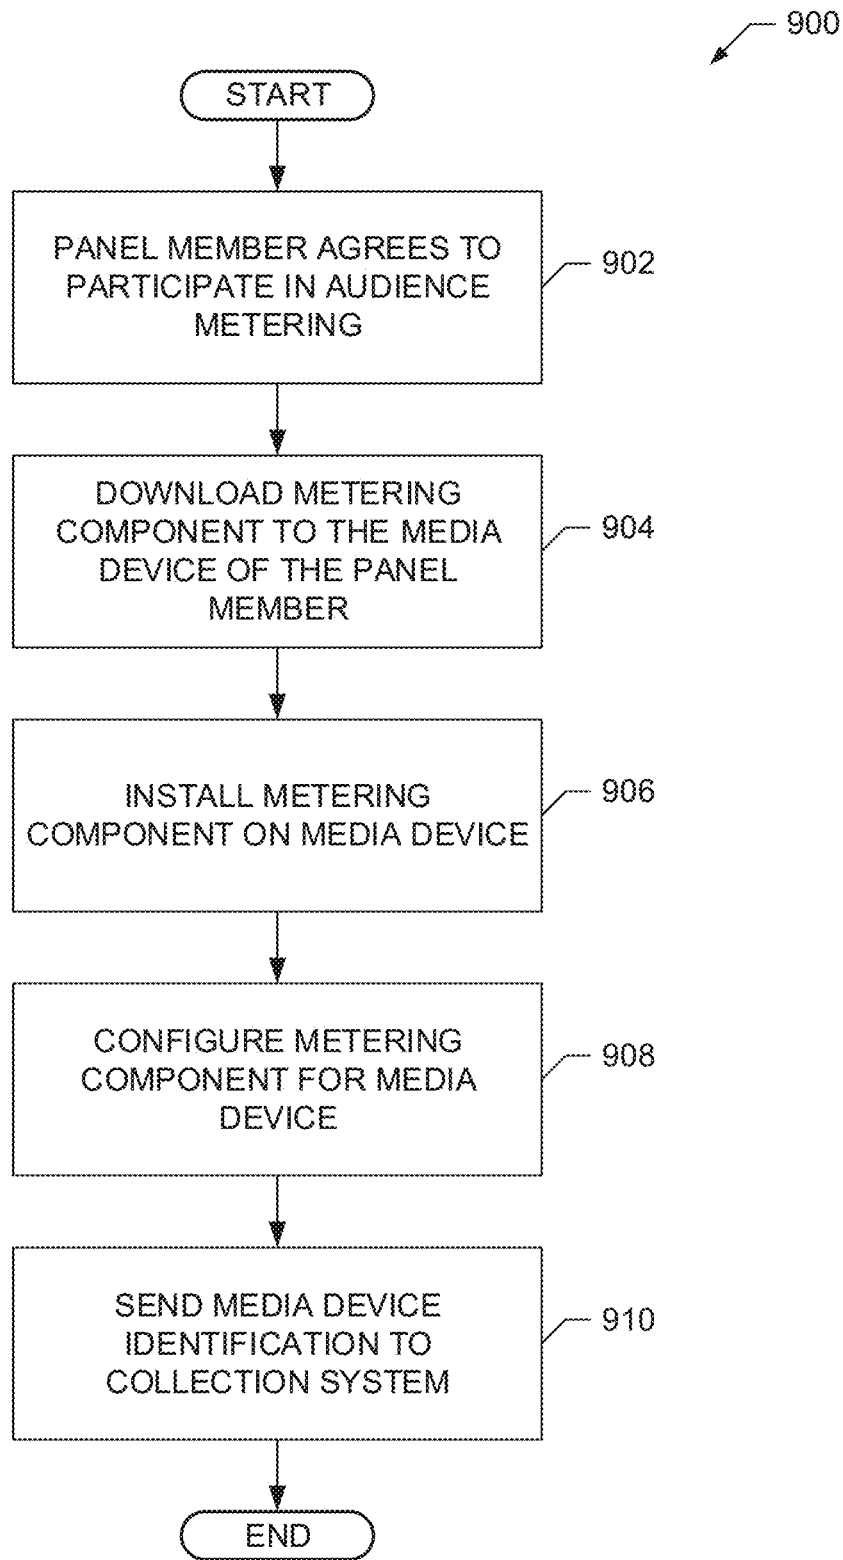 900
START
PANEL MEMBER AGREES TO
PARTICIPATE IN AUDIENCE
METERING
902
DOWNLOAD METERING
COMPONENT TO THE MEDIA
DEVICE OF THE PANEL
MEMBER
904
INSTALL METERING
COMPONENT ON MEDIA DEVICE
906
CONFIGURE METERING
COMPONENT FOR MEDIA
DEVICE
908
SEND MEDIA DEVICE
IDENTIFICATION TO
COLLECTION SYSTEM
910
END